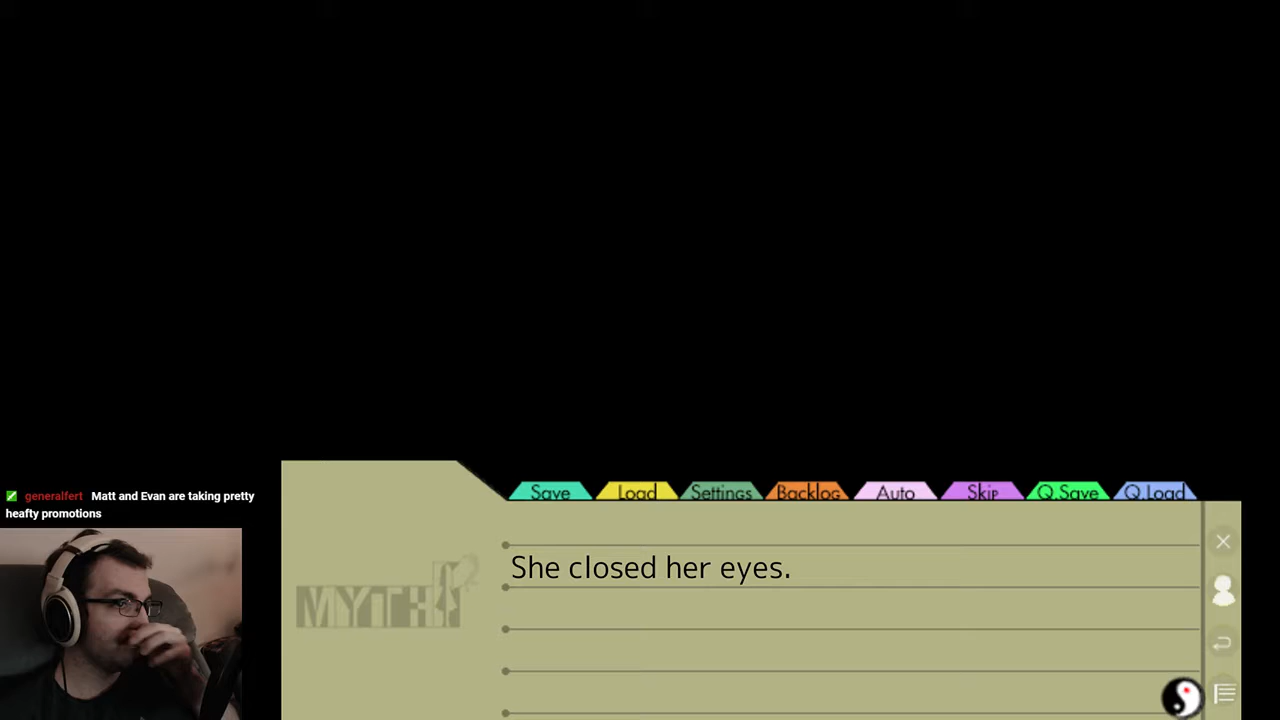 Save Load Settings Backlog Auto Skip Q.Save Q.Load
generalfert Matt and Evan are taking pretty
heafty promotions
She closed her eyes.
MYTH